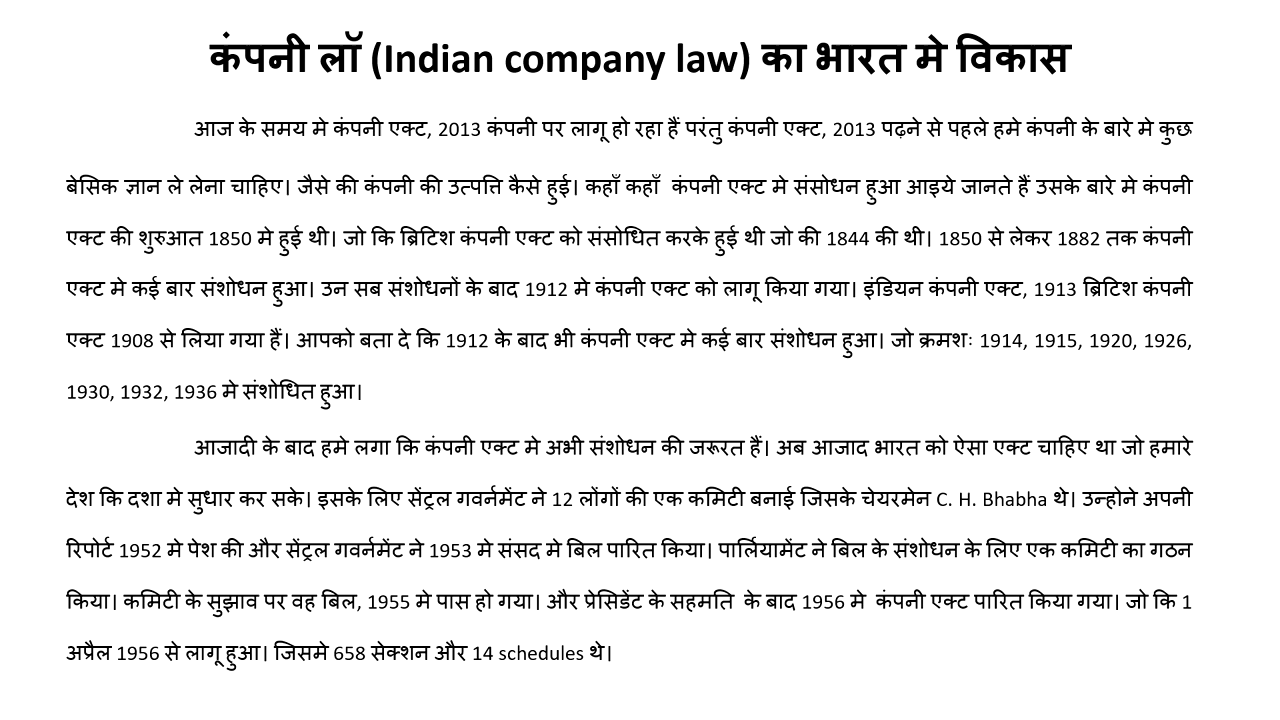 कंपनी लॉ (Indian company law) का भारत मे विकास
आज के समय मे कंपनी एक्ट, 2013 कंपनी पर लागू हो रहा हैं परंतु कंपनी एक्ट, 2013 पढ़ने से पहले हमे कंपनी के बारे मे कुछ
बेसिक ज्ञान ले लेना चाहिए। जैसे की कंपनी की उत्पत्ति कैसे हुई। कहाँ कहाँ कंपनी एक्ट मे संसोधन हुआ आइये जानते हैं उसके बारे मे कंपनी
एक्ट की शुरुआत 1850 मे हुई थी। जो कि ब्रिटिश कंपनी एक्ट को संसोधित करके हुई थी जो की 1844 की थी। 1850 से लेकर 1882 तक कंपनी
एक्ट मे कई बार संशोधन हुआ। उन सब संशोधनों के बाद 1912 मे कंपनी एक्ट को लागू किया गया। इंडियन कंपनी एक्ट, 1913 ब्रिटिश कंपनी
एक्ट 1908 से लिया गया हैं। आपको बता दे कि 1912 के बाद भी कंपनी एक्ट मे कई बार संशोधन हुआ। जो क्रमशः 1914, 1915, 1920, 1926,
1930, 1932, 1936 मे संशोधित हुआ।
आजादी के बाद हमे लगा कि कंपनी एक्ट मे अभी संशोधन की जरूरत हैं। अब आजाद भारत को ऐसा एक्ट चाहिए था जो हमारे
देश कि दशा मे सुधार कर सके। इसके लिए सेंट्रल गवर्नमेंट ने 12 लोंगों की एक कमिटी बनाई जिसके चेयरमेन C. H. Bhabha थे। उन्होने अपनी
रिपोर्ट 1952 मे पेश की और सेंट्रल गवर्नमेंट ने 1953 मे संसद मे बिल पारित किया। पार्लियामेंट ने बिल के संशोधन के लिए एक कमिटी का गठन
किया। कमिटी के सुझाव पर वह बिल, 1955 मे पास हो गया। और प्रेसिडेंट के सहमति के बाद 1956 मे कंपनी एक्ट पारित किया गया। जो कि 1
अप्रैल 1956 से लागू हुआ। जिसमे 658 सेक्शन और 14 schedules थे।